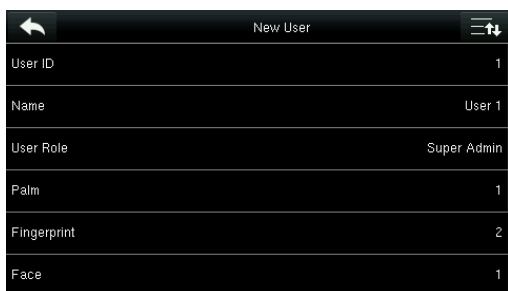 New User
User ID 1
Name User 1
User Role Super Admin
Palm 1
Fingerprint 2
Face 1